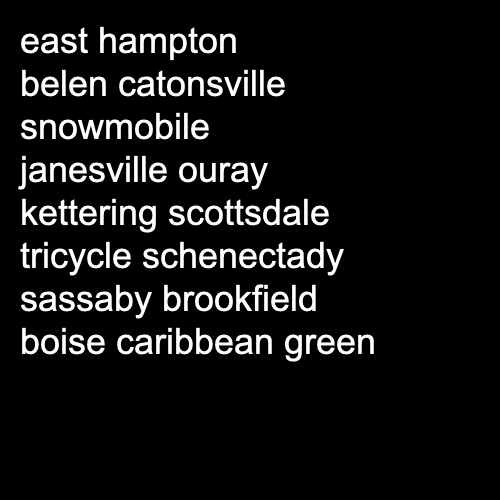 east hampton
belen catonsville
snowmobile
janesville ouray
kettering scottsdale
tricycle schenectady
sassaby brookfield
boise caribbean green